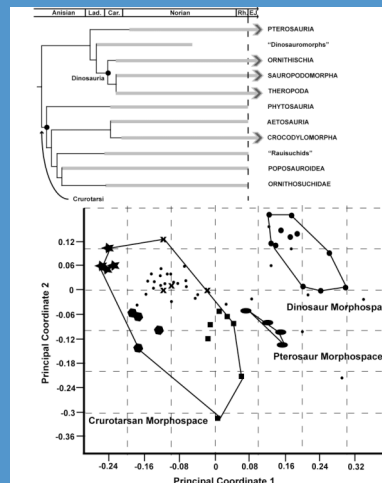 Anisian Lad. Car. Norian Rh. EJ
PTEROSAURIA
"Dinosauromorphs"
ORNITHISCHIA
Dinosauria
SAUROPODOMORPHA
THEROPODA
PHYTOSAURIA
AETOSAURIA
CROCODYLOMORPHA
"Rauisuchids"
POPOSAUROIDEA
ORNITHOSUCHIDAE
Crurotarsi
Principal Coordinate 2
0.12
0.06
0
-0.06
-0.12
-0.18
-0.24
-0.3
-0.36
Dinosaur Morphospa
Pterosaur Morphospace
Crurotarsan Morphospace
-0.24 -0.16 -0.08 0 0.08 0.16 0.24 0.32
Principal Coordinate 1